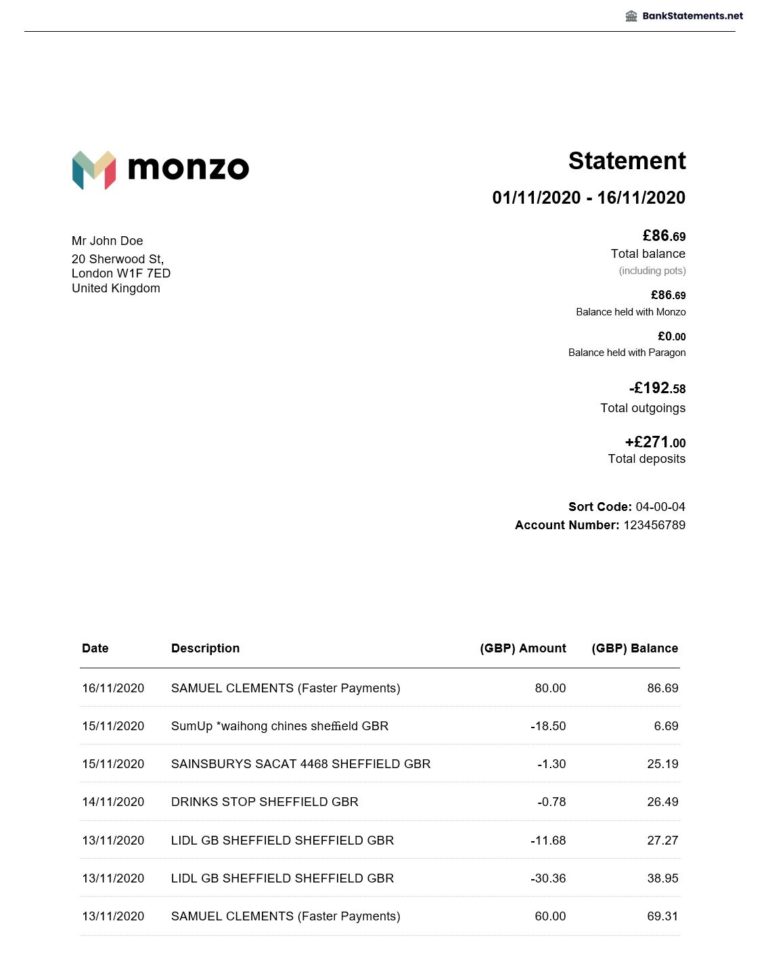 BankStatements.net
monzo
Statement
01/11/2020 - 16/11/2020
Mr John Doe
20 Sherwood St,
London W1F 7ED
United Kingdom
£86.69
Total balance
(including pots)
£86.69
Balance held with Monzo
£0.00
Balance held with Paragon
-£192.58
Total outgoings
+£271.00
Total deposits
Sort Code: 04-00-04
Account Number: 123456789
Date Description (GBP) Amount (GBP) Balance
16/11/2020 SAMUEL CLEMENTS (Faster Payments) 80.00 86.69
15/11/2020 SumUp *waihong chines sheffield GBR -18.50 6.69
15/11/2020 SAINSBURYS SACAT 4468 SHEFFIELD GBR -1.30 25.19
14/11/2020 DRINKS STOP SHEFFIELD GBR -0.78 26.49
13/11/2020 LIDL GB SHEFFIELD SHEFFIELD GBR -11.68 27.27
13/11/2020 LIDL GB SHEFFIELD SHEFFIELD GBR -30.36 38.95
13/11/2020 SAMUEL CLEMENTS (Faster Payments) 60.00 69.31